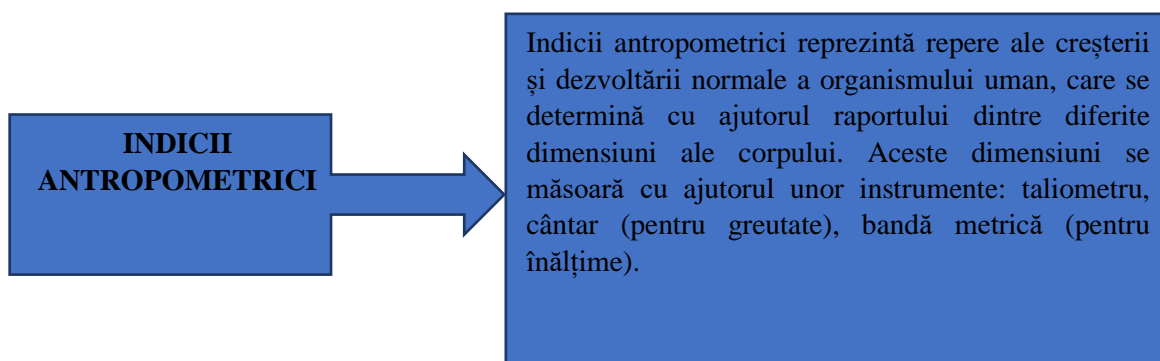 INDICII
ANTROPOMETRICI
Indicii antropometrici reprezintă repere ale creșterii
și dezvoltării normale a organismului uman, care se
determină cu ajutorul raportului dintre diferite
dimensiuni ale corpului. Aceste dimensiuni se
măsoară cu ajutorul unor instrumente: taliometru,
cântar (pentru greutate), bandă metrică (pentru
înălțime).